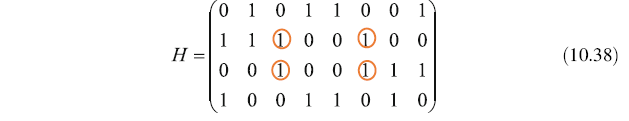 0 1 0 1 1 0 0 1
1 1 1 0 0 1 0 0
H =
(10.38)
0 0 1 0 0 1 1 1
1 0 0 1 1 0 1 0